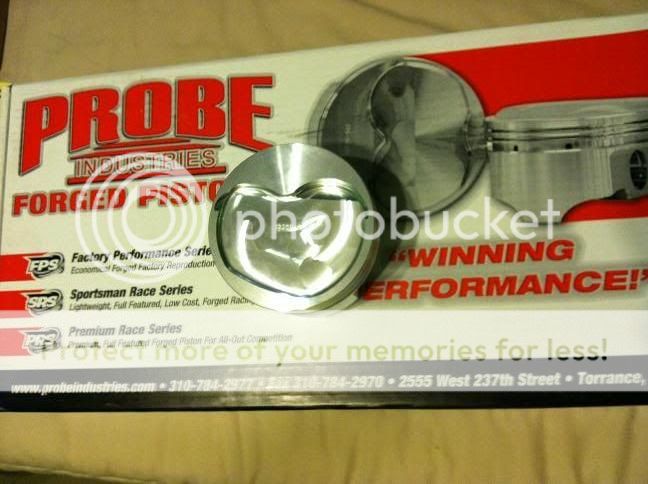 PROBE
INDUSTRIES
FORGED PISTO
"WINNING
ERFORMANCE!"
photobucket
FPS
Factory Performance Serie
Economical Forged Factory Reproduction
SRS
Sportsman Race Series
Lightweight, Full Featured, Low Cost, Forged Racin
PRS
Premium Race Series
Premium, Full Featured Forged Piston For All-Out Competition
Protect more of your memories for less!
www.probeindustries.com • 310-784-2977 • Fax 310-784-2970 • 2555 West 237th Street • Torrance,